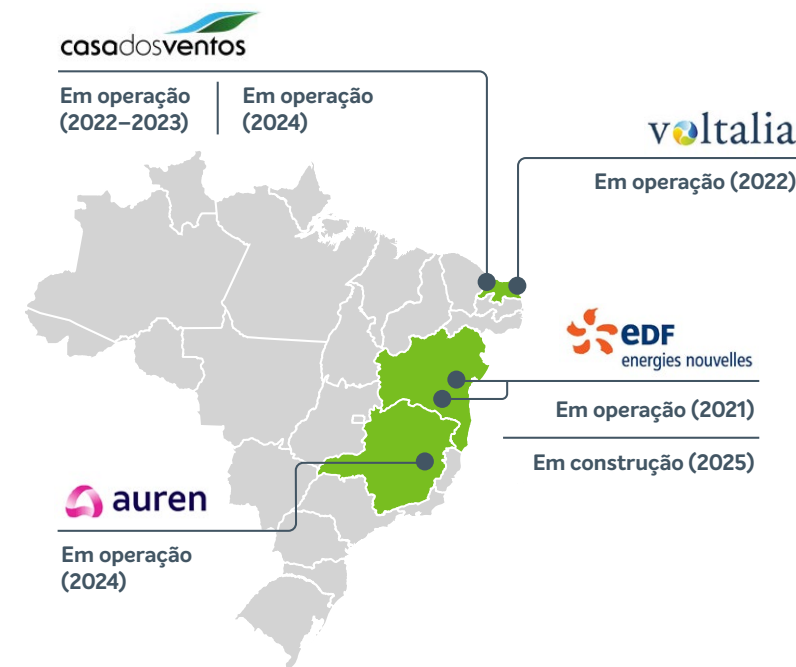 casadosventos
Em operação
(2022–2023)
Em operação
(2024)
voltalia
Em operação (2022)
eDF
energies nouvelles
Em operação (2021)
Em construção (2025)
auren
Em operação
(2024)